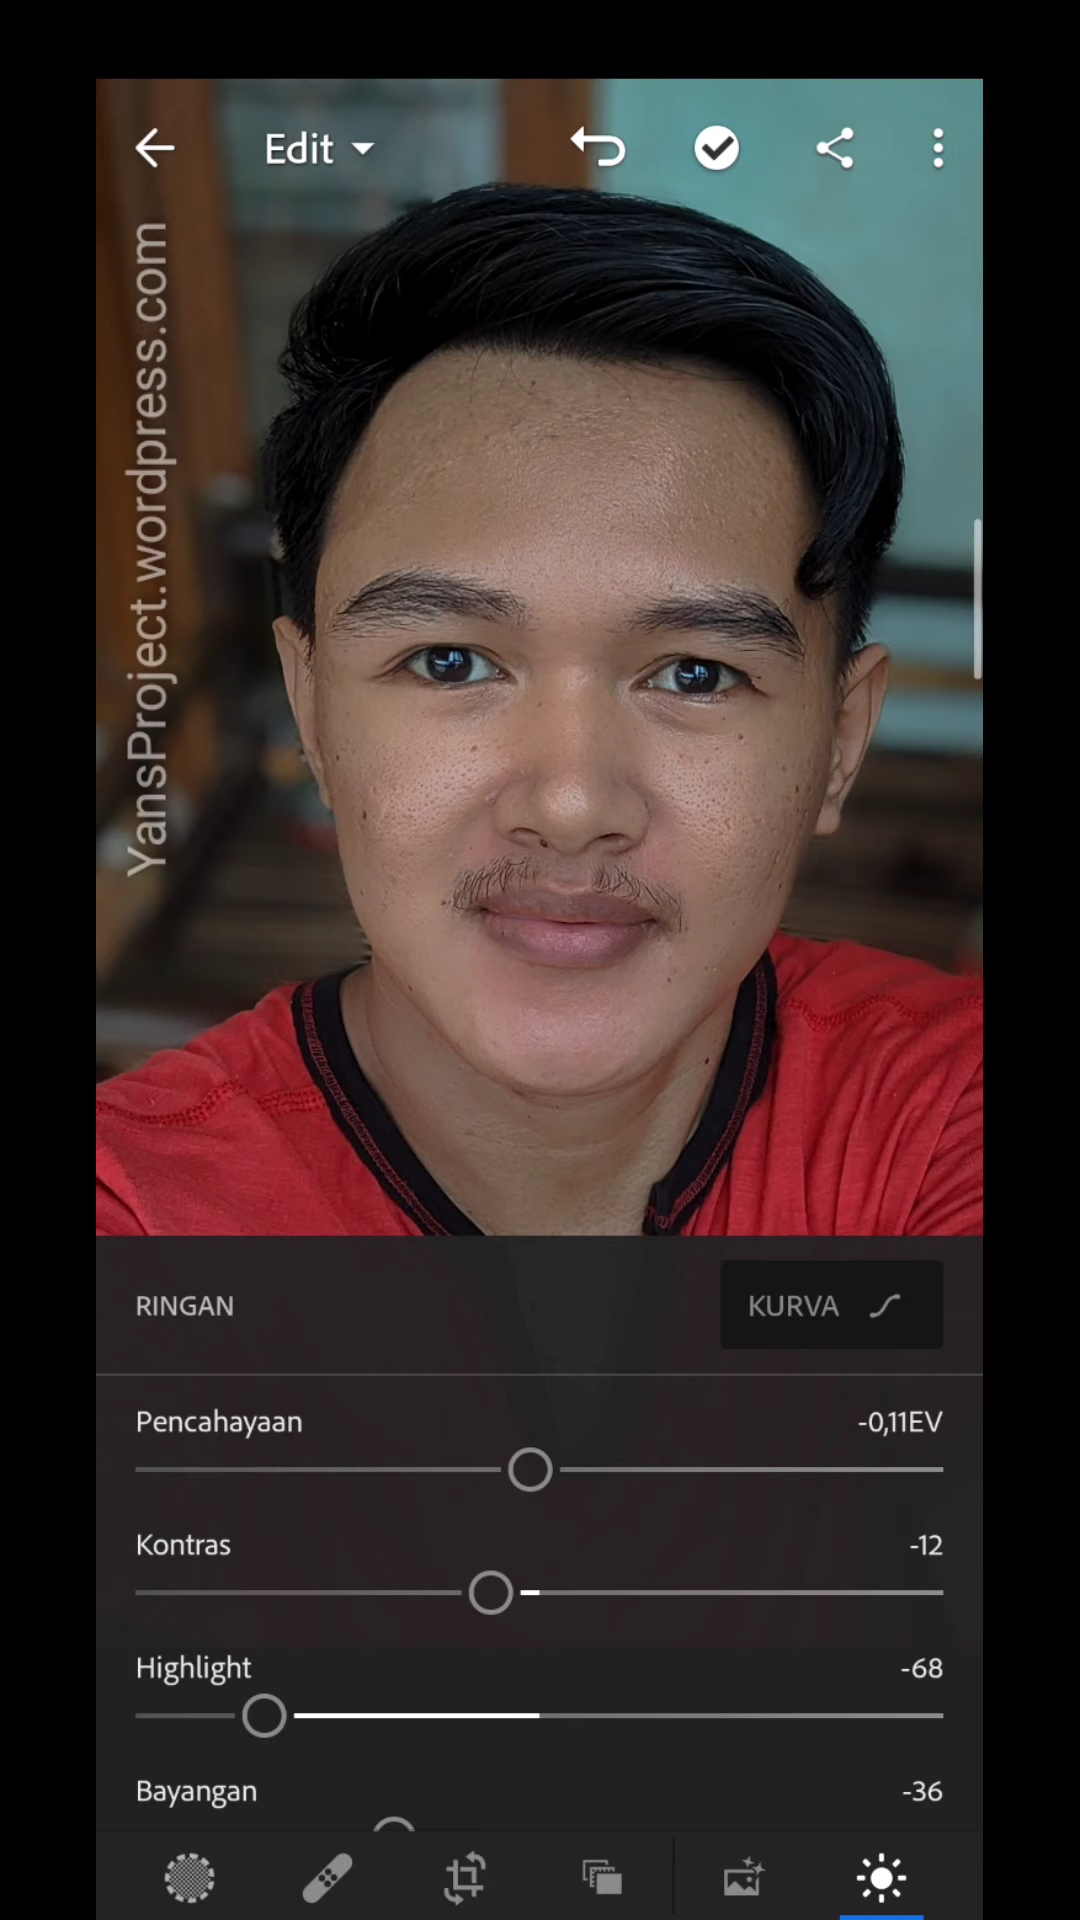 Edit
YansProject.wordpress.com
RINGAN
KURVA
Pencahayaan
-0,11EV
Kontras
-12
Highlight
-68
Bayangan
-36